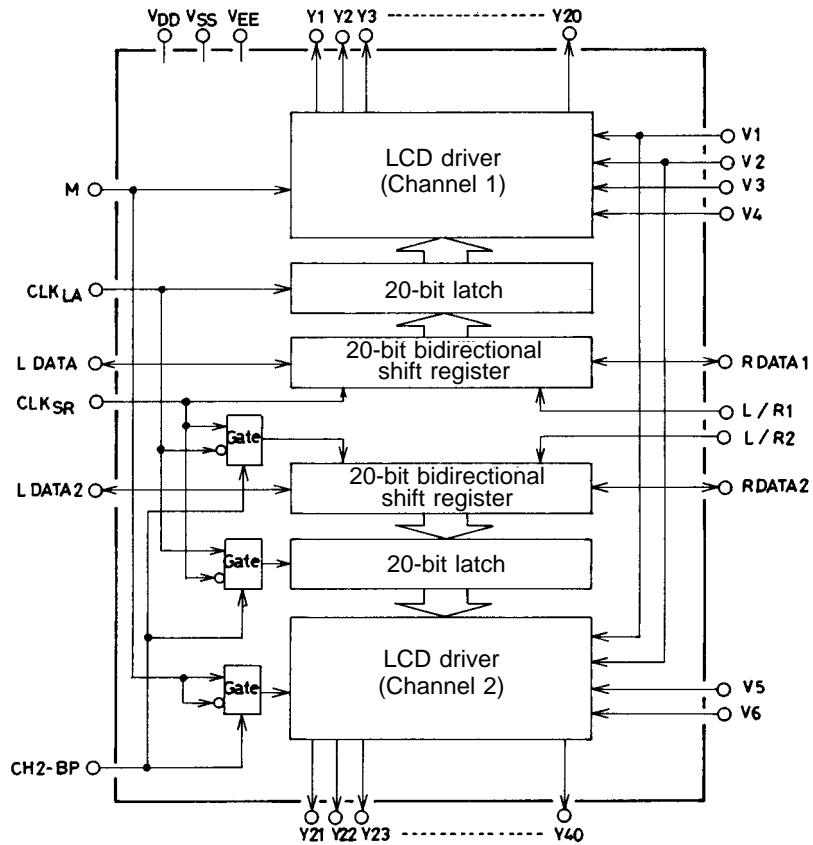 VDD VSS VEE Y1 Y2 Y3 Y20
LCD driver
(Channel 1)
V1
V2
V3
V4
M
CLKLA
20-bit latch
L DATA
20-bit bidirectional
shift register
RDATA1
CLKSR
L/R1
Gate
L/R2
L DATA2
20-bit bidirectional
shift register
RDATA2
Gate
20-bit latch
LCD driver
(Channel 2)
Gate
V5
V6
CH2-BP
Y21 Y22 Y23 Y40